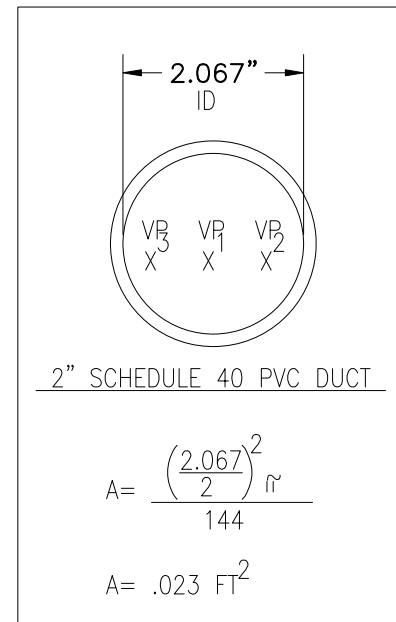 2.067”
ID
VP3 VP1 VP2
X X X
2” SCHEDULE 40 PVC DUCT
A= (2.067/2)² π / 144
A= .023 FT²